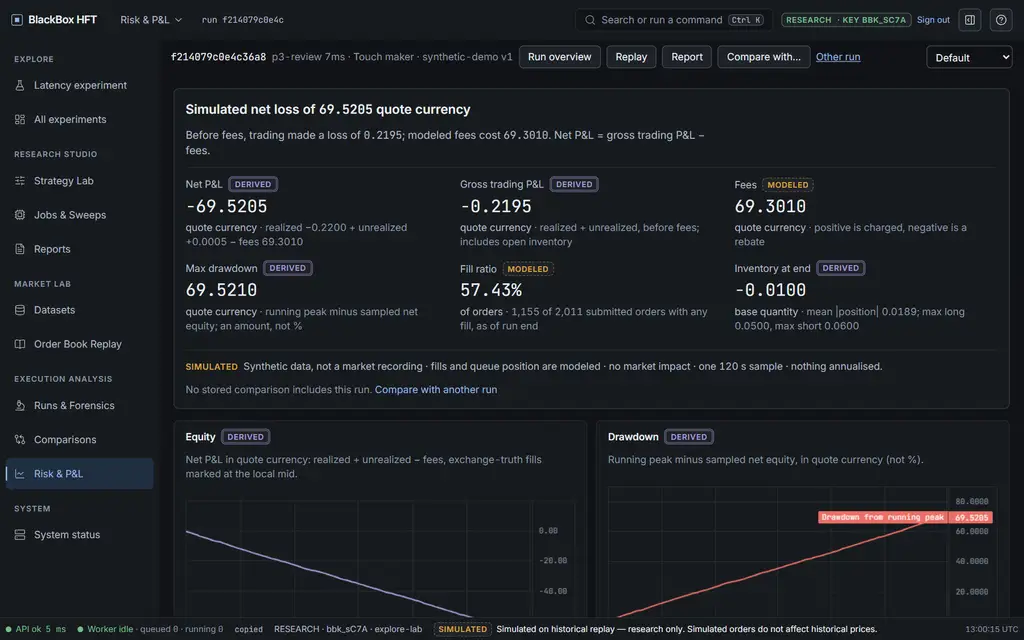 BlackBox HFT
Risk & P&L
run f214079c0e4c
Search or run a command Ctrl K
RESEARCH · KEY BBK_SC7A
Sign out
EXPLORE
Latency experiment
All experiments
RESEARCH STUDIO
Strategy Lab
Jobs & Sweeps
Reports
MARKET LAB
Datasets
Order Book Replay
EXECUTION ANALYSIS
Runs & Forensics
Comparisons
Risk & P&L
SYSTEM
System status
f214079c0e4c36a8 p3-review 7ms · Touch maker · synthetic-demo v1
Run overview
Replay
Report
Compare with...
Other run
Default
Simulated net loss of 69.5205 quote currency
Before fees, trading made a loss of 0.2195; modeled fees cost 69.3010. Net P&L = gross trading P&L −
fees.
Net P&L DERIVED
-69.5205
quote currency · realized −0.2200 + unrealized
+0.0005 − fees 69.3010
Gross trading P&L DERIVED
-0.2195
quote currency · realized + unrealized, before fees;
includes open inventory
Fees MODELED
69.3010
quote currency · positive is charged, negative is a
rebate
Max drawdown DERIVED
69.5210
quote currency · running peak minus sampled net
equity; an amount, not %
Fill ratio MODELED
57.43%
of orders · 1,155 of 2,011 submitted orders with any
fill, as of run end
Inventory at end DERIVED
-0.0100
base quantity · mean |position| 0.0189; max long
0.0500, max short 0.0600
SIMULATED Synthetic data, not a market recording · fills and queue position are modeled · no market impact · one 120 s sample · nothing annualised.
No stored comparison includes this run. Compare with another run
Equity DERIVED
Net P&L in quote currency: realized + unrealized − fees, exchange-truth fills
marked at the local mid.
0.00
-20.00
-40.00
Drawdown DERIVED
Running peak minus sampled net equity, in quote currency (not %).
80.0000
Drawdown from running peak 69.5205
60.0000
40.0000
20.0000
API ok 5 ms
Worker idle · queued 0 · running 0
copied
RESEARCH · bbk_sC7A · explore-lab
SIMULATED
Simulated on historical replay — research only. Simulated orders do not affect historical prices.
13:00:15 UTC